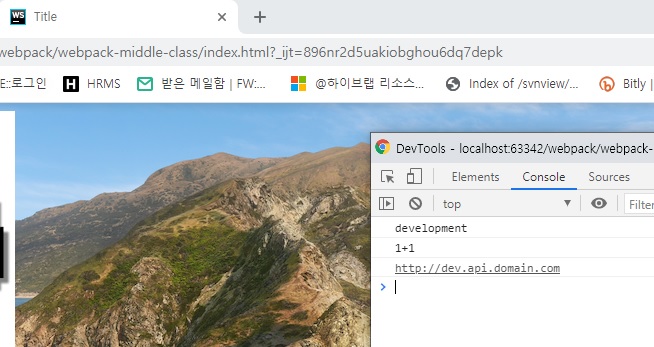 WS Title
webpack/webpack-middle-class/index.html?_ijt=896nr2d5uakiobghou6dq7depk
E::로그인 H HRMS 받은 메일함 | FW:... @하이브랩 리소스... Index of /svnview/... Bitly |
DevTools - localhost:63342/webpack/webpack-
Elements Console Sources
top Filter
development
1+1
http://dev.api.domain.com